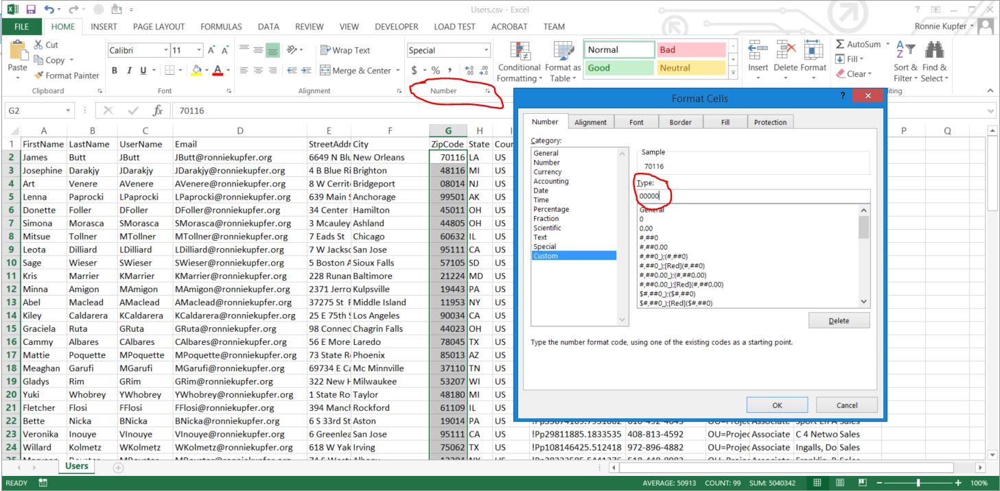 Users.csv - Excel
FILE HOME INSERT PAGE LAYOUT FORMULAS DATA REVIEW VIEW DEVELOPER LOAD TEST ACROBAT TEAM Ronnie Kupfer
Paste Cut Copy Format Painter
Clipboard
Calibri 11
B I U A
Font
Wrap Text
Merge & Center
Alignment
Special
$ % ,
Number
Conditional Formatting Format as Table
Normal Bad
Good Neutral
Insert Delete Format
AutoSum Fill Clear
Sort & Filter Find & Select
G2 fx 70116
A B C D E F G H P Q
1 FirstName LastName UserName Email StreetAddr City ZipCode State Coun
2 James Butt JButt JButt@ronniekupfer.org 6649 N Blu New Orleans 70116 LA US
3 Josephine Darakjy JDarakjy JDarakjy@ronniekupfer.org 4 B Blue Ri Brighton 48116 MI US
4 Art Venere AVenere AVenere@ronniekupfer.org 8 W Cerrit Bridgeport 08014 NJ US
5 Lenna Paprocki LPaprocki LPaprocki@ronniekupfer.org 639 Main S Anchorage 99501 AK US
6 Donette Foller DFoller DFoller@ronniekupfer.org 34 Center Hamilton 45011 OH US
7 Simona Morasca SMorasca SMorasca@ronniekupfer.org 3 Mcauley Ashland 44805 OH US
8 Mitsue Tollner MTollner MTollner@ronniekupfer.org 7 Eads St Chicago 60632 IL US
9 Leota Dilliard LDilliard LDilliard@ronniekupfer.org 7 W Jackso San Jose 95111 CA US
10 Sage Wieser SWieser SWieser@ronniekupfer.org 5 Boston A Sioux Falls 57105 SD US
11 Kris Marrier KMarrier KMarrier@ronniekupfer.org 228 Runan Baltimore 21224 MD US
12 Minna Amigon MAmigon MAmigon@ronniekupfer.org 2371 Jerro Kulpsville 19443 PA US
13 Abel Maclead AMaclead AMaclead@ronniekupfer.org 37275 St F Middle Island 11953 NY US
14 Kiley Caldarera KCaldarera KCaldarera@ronniekupfer.org 25 E 75th S Los Angeles 90034 CA US
15 Graciela Ruta GRuta GRuta@ronniekupfer.org 98 Connec Chagrin Falls 44023 OH US
16 Cammy Albares CAlbares CAlbares@ronniekupfer.org 56 E More Laredo 78045 TX US
17 Mattie Poquette MPoquette MPoquette@ronniekupfer.org 73 State R Phoenix 85013 AZ US
18 Meaghan Garufi MGarufi MGarufi@ronniekupfer.org 69734 E Ca Mc Minnville 37110 TN US
19 Gladys Rim GRim GRim@ronniekupfer.org 322 New H Milwaukee 53207 WI US
20 Yuki Whobrey YWhobrey YWhobrey@ronniekupfer.org 1 State Ro Taylor 48180 MI US
21 Fletcher Flosi FFlosi FFlosi@ronniekupfer.org 394 Manch Rockford 61109 IL US
22 Bette Nicka BNicka BNicka@ronniekupfer.org 6 S 33rd St Aston 19014 PA US
23 Veronika Inouye VInouye VInouye@ronniekupfer.org 6 Greenlea San Jose 95111 CA US !Pp29811885.1833535 408-813-4592 OU=Projec Associate C 4 Netwo Sales
24 Willard Kolmetz WKolmetz WKolmetz@ronniekupfer.org 618 W Yak Irving 75062 TX US !Pp108146425.512418 972-896-4882 OU=Projec Associate Ingalls, Do Sales
Format Cells
Number Alignment Font Border Fill Protection
Category:
General
Number
Currency
Accounting
Date
Time
Percentage
Fraction
Scientific
Text
Special
Custom
Sample
70116
Type:
00000
General
0
0.00
#,##0
#,##0.00
#,##0_);(#,##0)
#,##0_);[Red](#,##0)
#,##0.00_);(#,##0.00)
#,##0.00_);[Red](#,##0.00)
$#,##0_);($#,##0)
$#,##0_);[Red]($#,##0)
Delete
Type the number format code, using one of the existing codes as a starting point.
OK Cancel
Users
READY AVERAGE: 50913 COUNT: 99 SUM: 5040342 100%